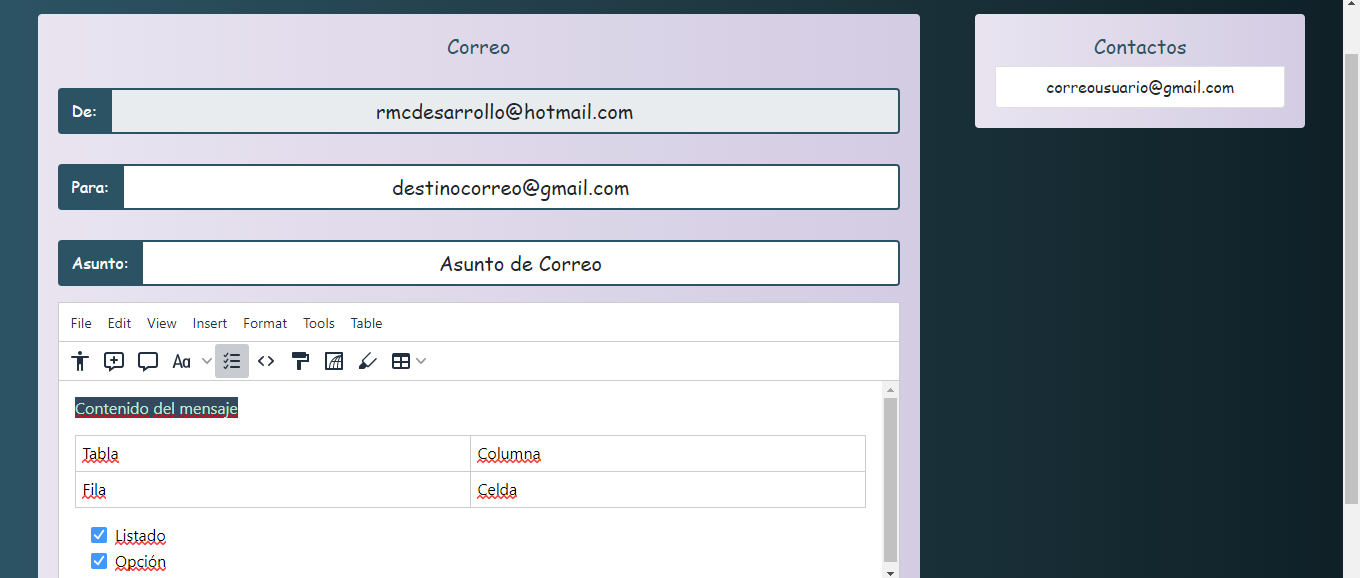 Correo
De: rmcdesarrollo@hotmail.com
Para: destinocorreo@gmail.com
Asunto: Asunto de Correo
File Edit View Insert Format Tools Table
Aa
Contenido del mensaje
Tabla Columna
Fila Celda
Listado
Opción
Contactos
correousuario@gmail.com